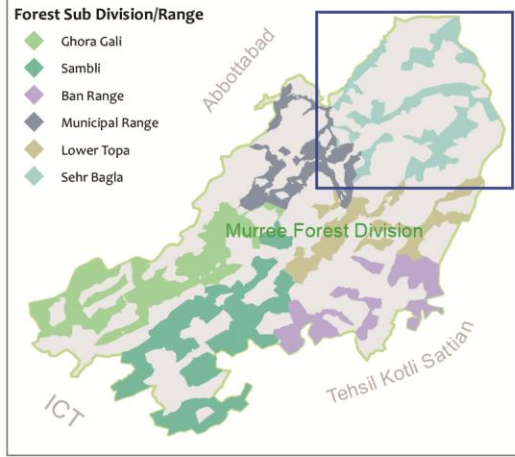 Forest Sub Division/Range
Ghora Gali
Sambli
Ban Range
Municipal Range
Lower Topa
Sehr Bagla
Abbottabad
Murree Forest Division
Tehsil Kotli Sattian
ICT